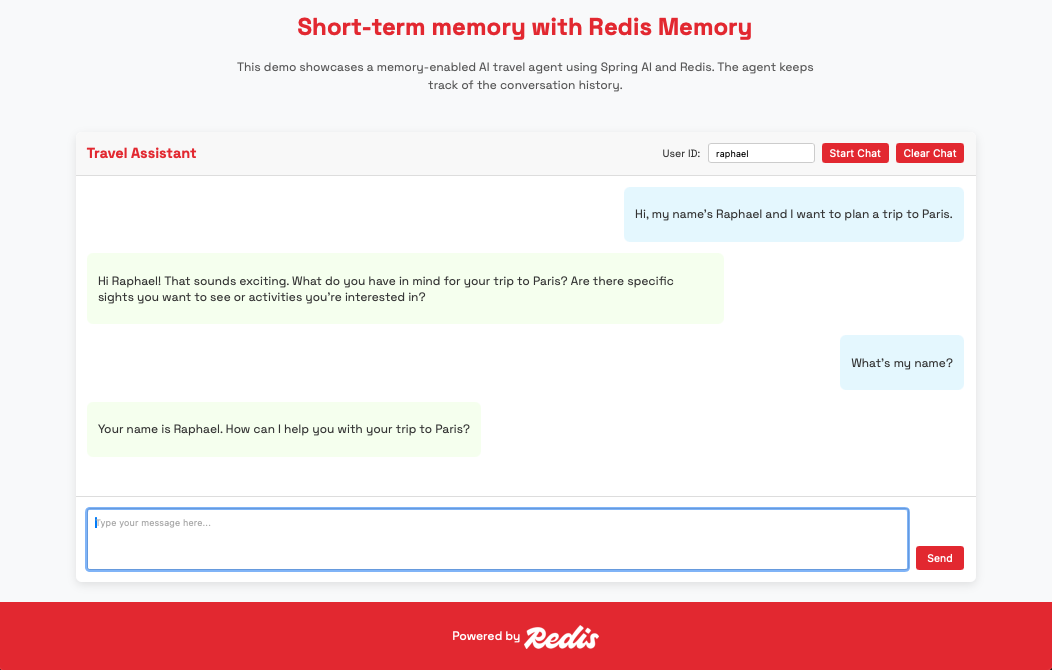 Short-term memory with Redis Memory
This demo showcases a memory-enabled AI travel agent using Spring AI and Redis. The agent keeps
track of the conversation history.
Travel Assistant
User ID:
raphael
Start Chat
Clear Chat
Hi, my name's Raphael and I want to plan a trip to Paris.
Hi Raphael! That sounds exciting. What do you have in mind for your trip to Paris? Are there specific
sights you want to see or activities you're interested in?
What's my name?
Your name is Raphael. How can I help you with your trip to Paris?
Type your message here...
Send
Powered by Redis